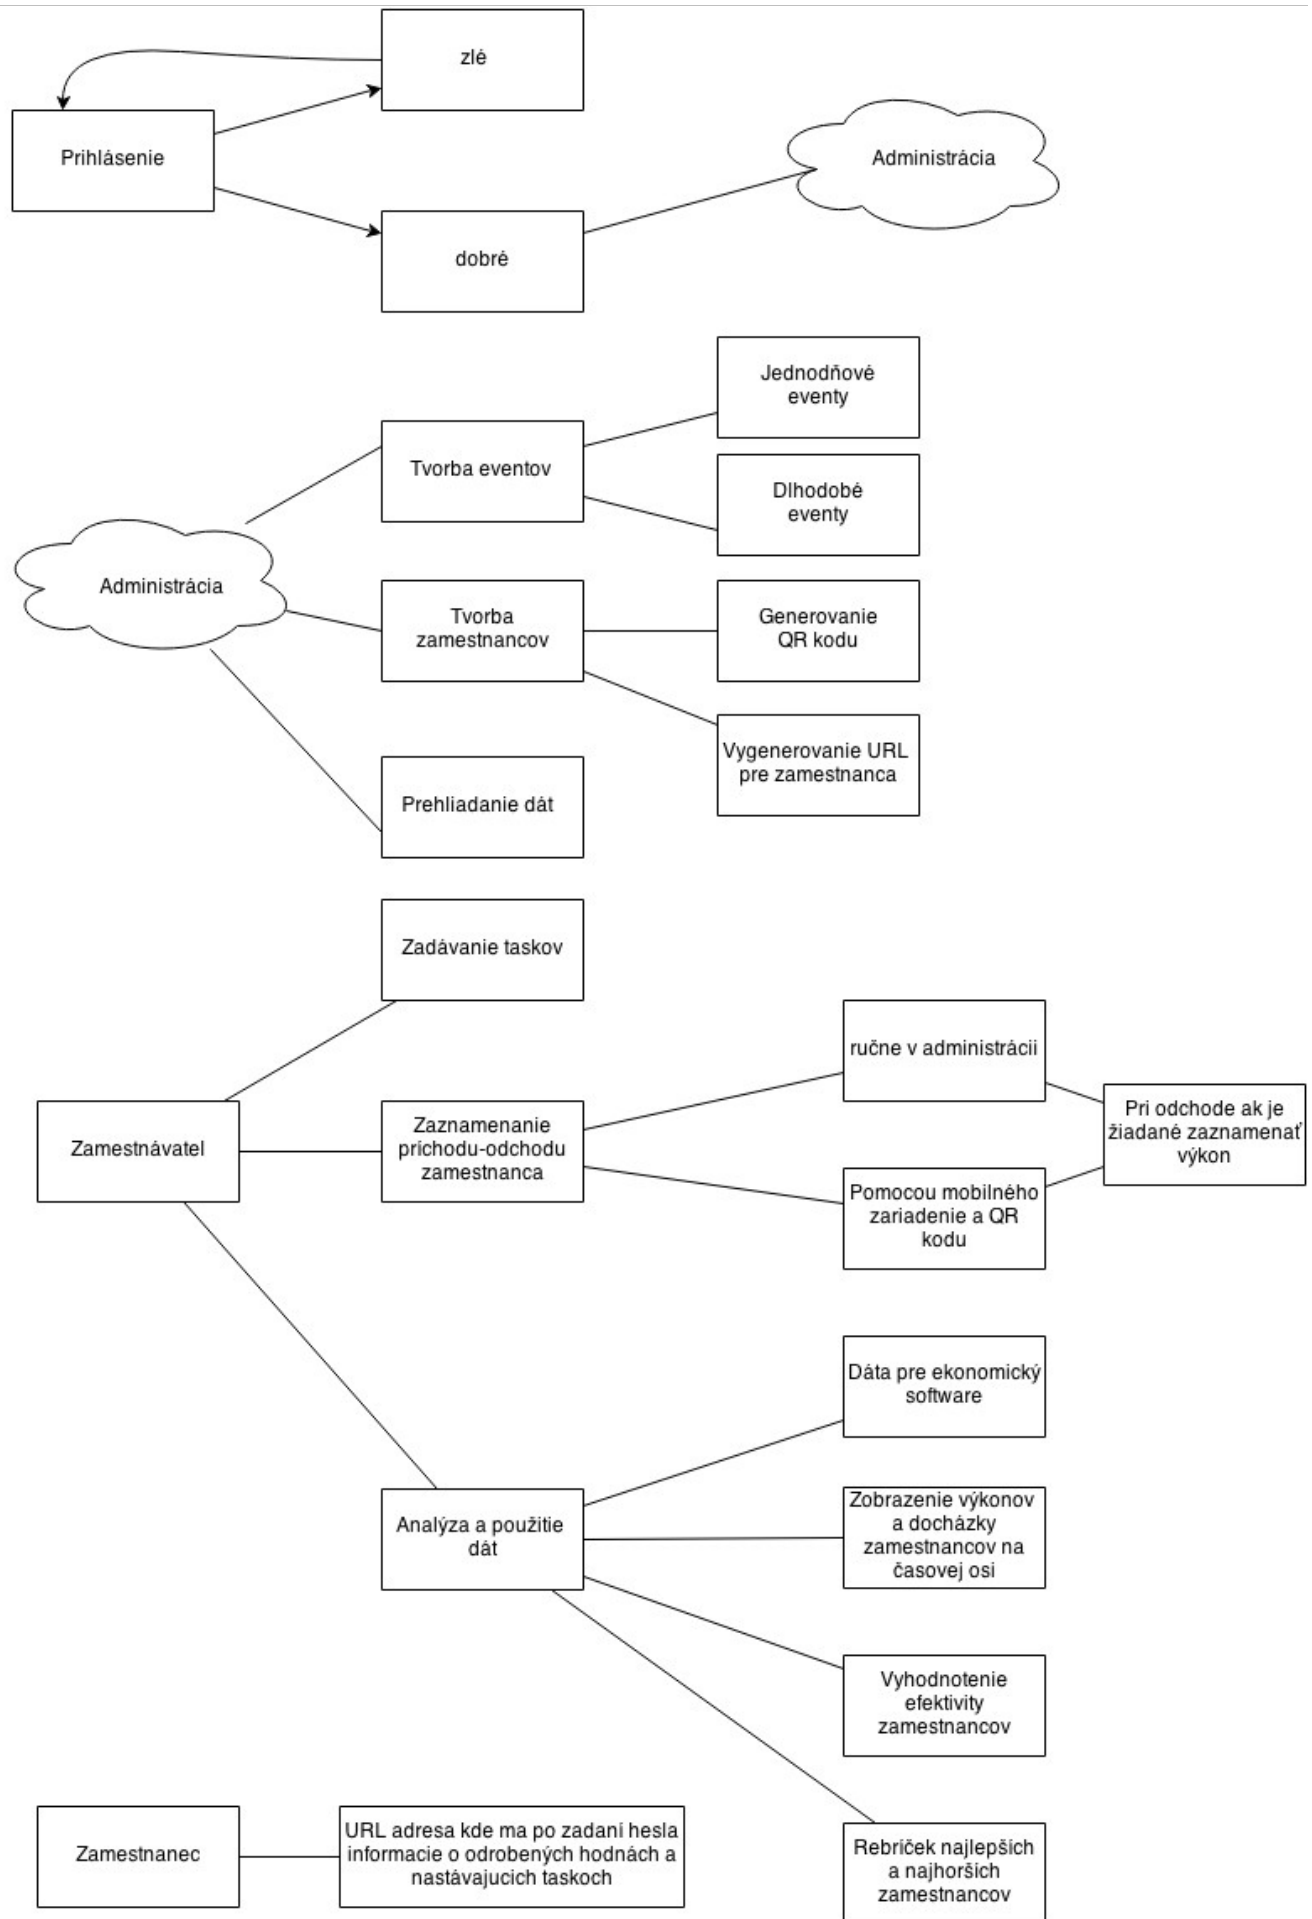 zlé
Prihlásenie
Administrácia
dobré
Jednodňové
eventy
Tvorba eventov
Dlhodobé
eventy
Administrácia
Tvorba
zamestnancov
Generovanie
QR kodu
Vygenerovanie URL
pre zamestnanca
Prehliadanie dát
Zadávanie taskov
ručne v administrácii
Zamestnávatel
Zaznamenanie
príchodu-odchodu
zamestnanca
Pri odchode ak je
žiadané zaznamenať
výkon
Pomocou mobilného
zariadenie a QR
kodu
Dáta pre ekonomický
software
Analýza a použitie
dát
Zobrazenie výkonov
a docházky
zamestnancov na
časovej osi
Vyhodnotenie
efektivity
zamestnancov
Zamestnanec
URL adresa kde ma po zadaní hesla
informacie o odrobených hodnách a
nastávajucich taskoch
Rebríček najlepších
a najhorších
zamestnancov